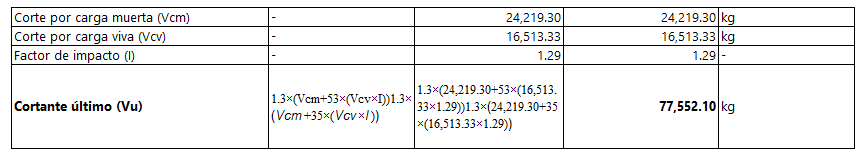 Corte por carga muerta (Vcm) - 24,219.30 24,219.30 kg
Corte por carga viva (Vcv) - 16,513.33 16,513.33 kg
Factor de impacto (I) - 1.29 1.29 -
Cortante último (Vu)
1.3×(Vcm+53×(Vcv×I))1.3×
(Vcm+35×(Vcv×I))
1.3×(24,219.30+53×(16,513.
33×1.29))1.3×(24,219.30+35
×(16,513.33×1.29))
77,552.10 kg